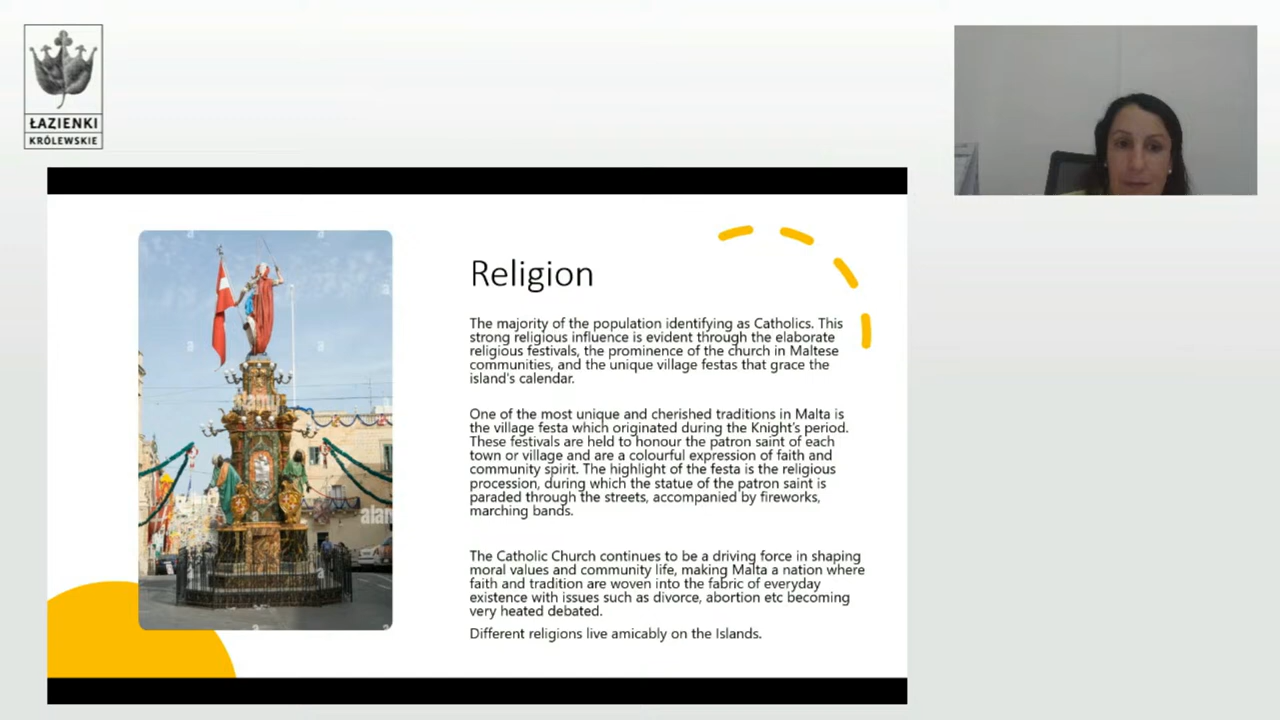 ŁAZIENKI
KRÓLEWSKIE
Religion
The majority of the population identifying as Catholics. This
strong religious influence is evident through the elaborate
religious festivals, the prominence of the church in Maltese
communities, and the unique village festas that grace the
island's calendar.
One of the most unique and cherished traditions in Malta is
the village festa which originated during the Knight's period.
These festivals are held to honour the patron saint of each
town or village and are a colourful expression of faith and
community spirit. The highlight of the festa is the religious
procession, during which the statue of the patron saint is
paraded through the streets, accompanied by fireworks,
marching bands.
The Catholic Church continues to be a driving force in shaping
moral values and community life, making Malta a nation where
faith and tradition are woven into the fabric of everyday
existence with issues such as divorce, abortion etc becoming
very heated debated.
Different religions live amicably on the Islands.